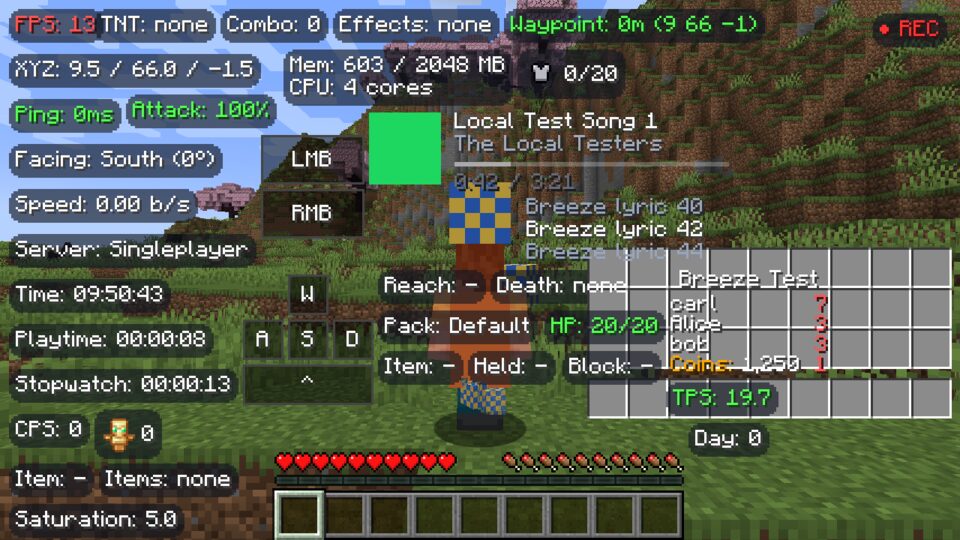 FPS: 13 TNT: none Combo: 0 Effects: none Waypoint: 0m (9 66 -1) REC
XYZ: 9.5 / 66.0 / -1.5
Mem: 603 / 2048 MB
CPU: 4 cores
0/20
Ping: 0ms Attack: 100%
Local Test Song 1
The Local Testers
0:42 / 3:21
Breeze lyric 40
Breeze lyric 42
Breeze lyric 44
Facing: South (0°)
LMB
Speed: 0.00 b/s
RMB
Server: Singleplayer
Reach: - Death: none
Breeze Test
Time: 09:50:43
W
carl 7
Pack: Default HP: 20/20
Alice 3
Playtime: 00:00:08
A S D
bob 3
Item: - Held: - Block: -
Coins: 1,250 1
Stopwatch: 00:00:13
^
TPS: 19.7
CPS: 0 0
Day: 0
Item: - Items: none
Saturation: 5.0